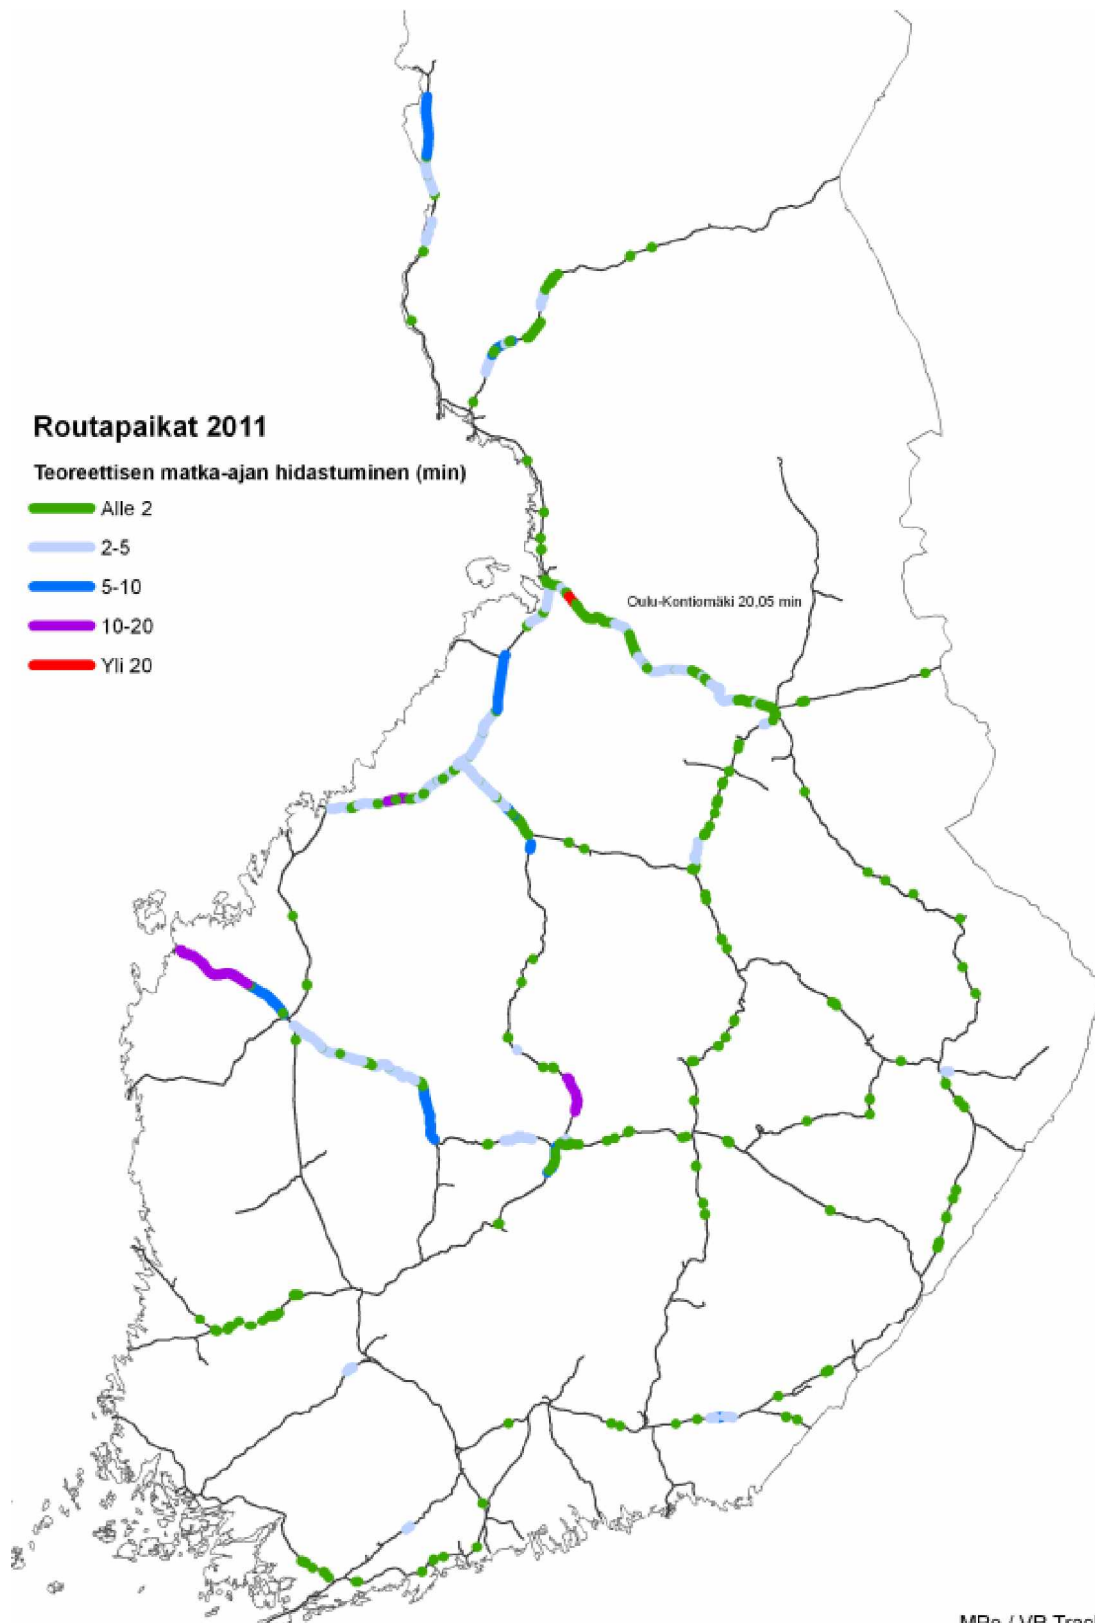 Routapaikat 2011
Teoreettisen matka-ajan hidastuminen (min)
Alle 2
2-5
5-10
10-20
Yli 20
Oulu-Kontiomäki 20,05 min